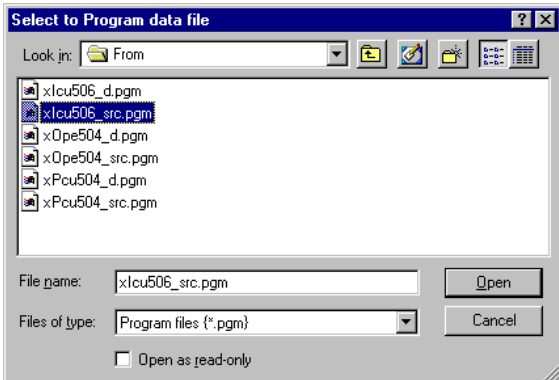 Select to Program data file
Look in: From
xIcu506_d.pgm
xIcu506_src.pgm
xOpe504_d.pgm
xOpe504_src.pgm
xPcu504_d.pgm
xPcu504_src.pgm
File name: xIcu506_src.pgm Open
Files of type: Program files {*.pgm} Cancel
Open as read-only